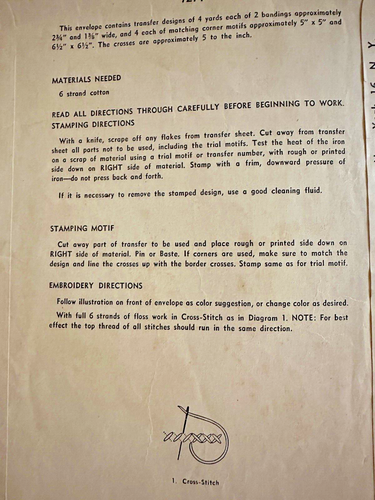 This envelope contains transfer designs of 4 yards each of 2 bandings approximately
2¾" and 1⅜" wide, and 4 each of matching corner motifs approximately 5" x 5" and
6½" x 6½". The crosses are approximately 5 to the inch.
MATERIALS NEEDED
6 strand cotton
READ ALL DIRECTIONS THROUGH CAREFULLY BEFORE BEGINNING TO WORK.
STAMPING DIRECTIONS
With a knife, scrape off any flakes from transfer sheet. Cut away from transfer
sheet all parts not to be used, including the trial motifs. Test the heat of the iron
on a scrap of material using a trial motif or transfer number, with rough or printed
side down on RIGHT side of material. Stamp with a frim, downward pressure of
iron—do not press back and forth.
If it is necessary to remove the stamped design, use a good cleaning fluid.
STAMPING MOTIF
Cut away part of transfer to be used and place rough or printed side down on
RIGHT side of material. Pin or Baste. If corners are used, make sure to match the
design and line the crosses up with the border crosses. Stamp same as for trial motif.
EMBROIDERY DIRECTIONS
Follow illustration on front of envelope as color suggestion, or change color as desired.
With full 6 strands of floss work in Cross-Stitch as in Diagram 1. NOTE: For best
effect the top thread of all stitches should run in the same direction.
1. Cross-Stitch